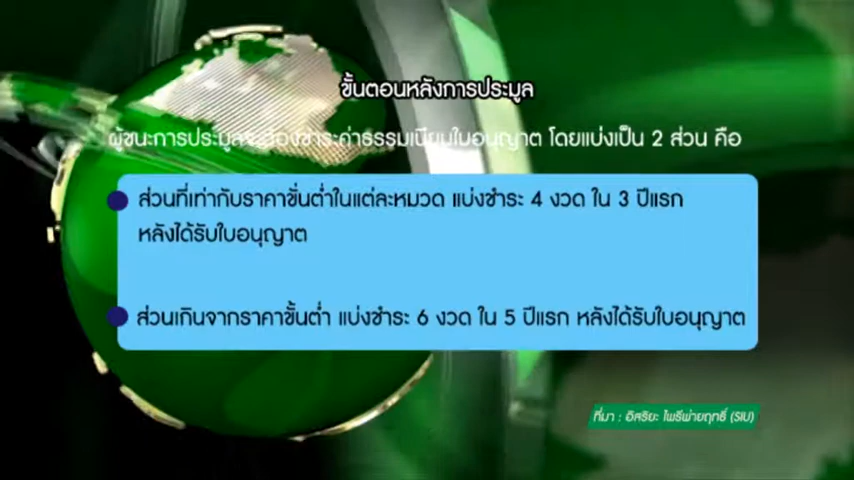 ขั้นตอนหลังการประมูล
ผู้ชนะการประมูลจะต้องชำระค่าธรรมเนียมใบอนุญาต โดยแบ่งเป็น 2 ส่วน คือ
ส่วนที่เท่ากับราคาขั้นต่ำในแต่ละหมวด แบ่งชำระ 4 งวด ใน 3 ปีแรก
หลังได้รับใบอนุญาต
ส่วนเกินจากราคาขั้นต่ำ แบ่งชำระ 6 งวด ใน 5 ปีแรก หลังได้รับใบอนุญาต
ที่มา : อิสริยะ ไพรีพ่ายฤทธิ์ (SIU)